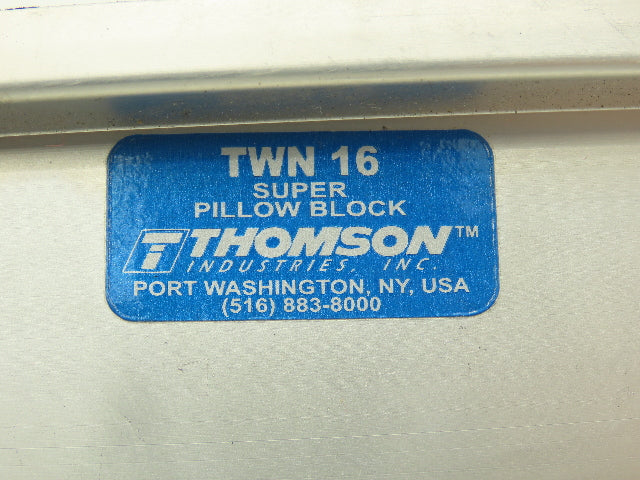 TWN 16
SUPER
PILLOW BLOCK
THOMSON™
INDUSTRIES, INC
PORT WASHINGTON, NY, USA
(516) 883-8000